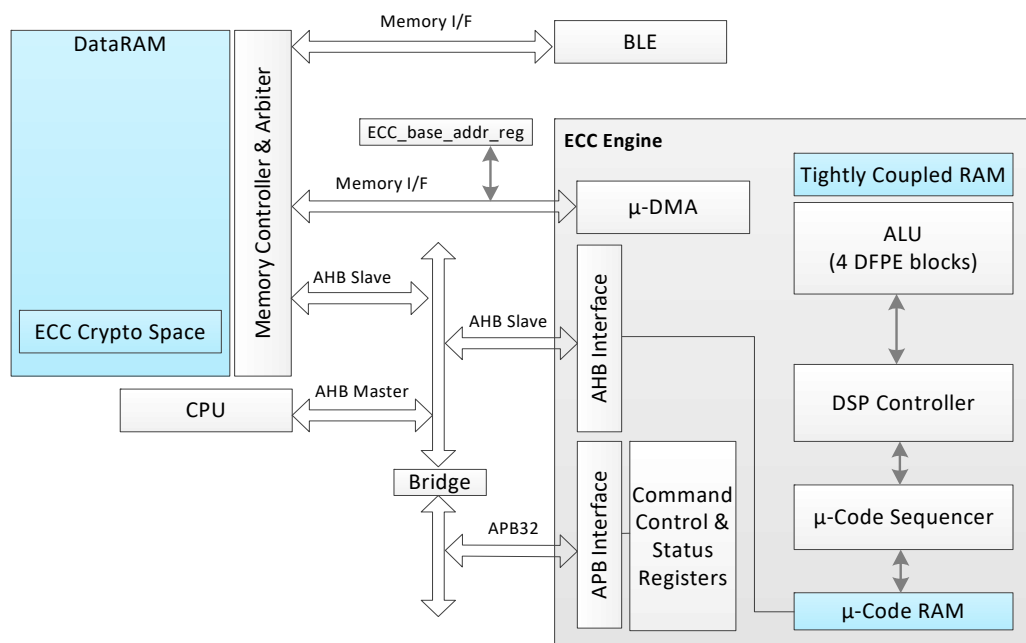 Memory I/F
DataRAM
BLE
Memory Controller & Arbiter
ECC_base_addr_reg
ECC Engine
Tightly Coupled RAM
Memory I/F
µ-DMA
ALU
(4 DFPE blocks)
AHB Slave
AHB Slave
AHB Interface
ECC Crypto Space
AHB Master
CPU
DSP Controller
Bridge
APB32
APB Interface
Command
Control &
Status
Registers
µ-Code Sequencer
µ-Code RAM